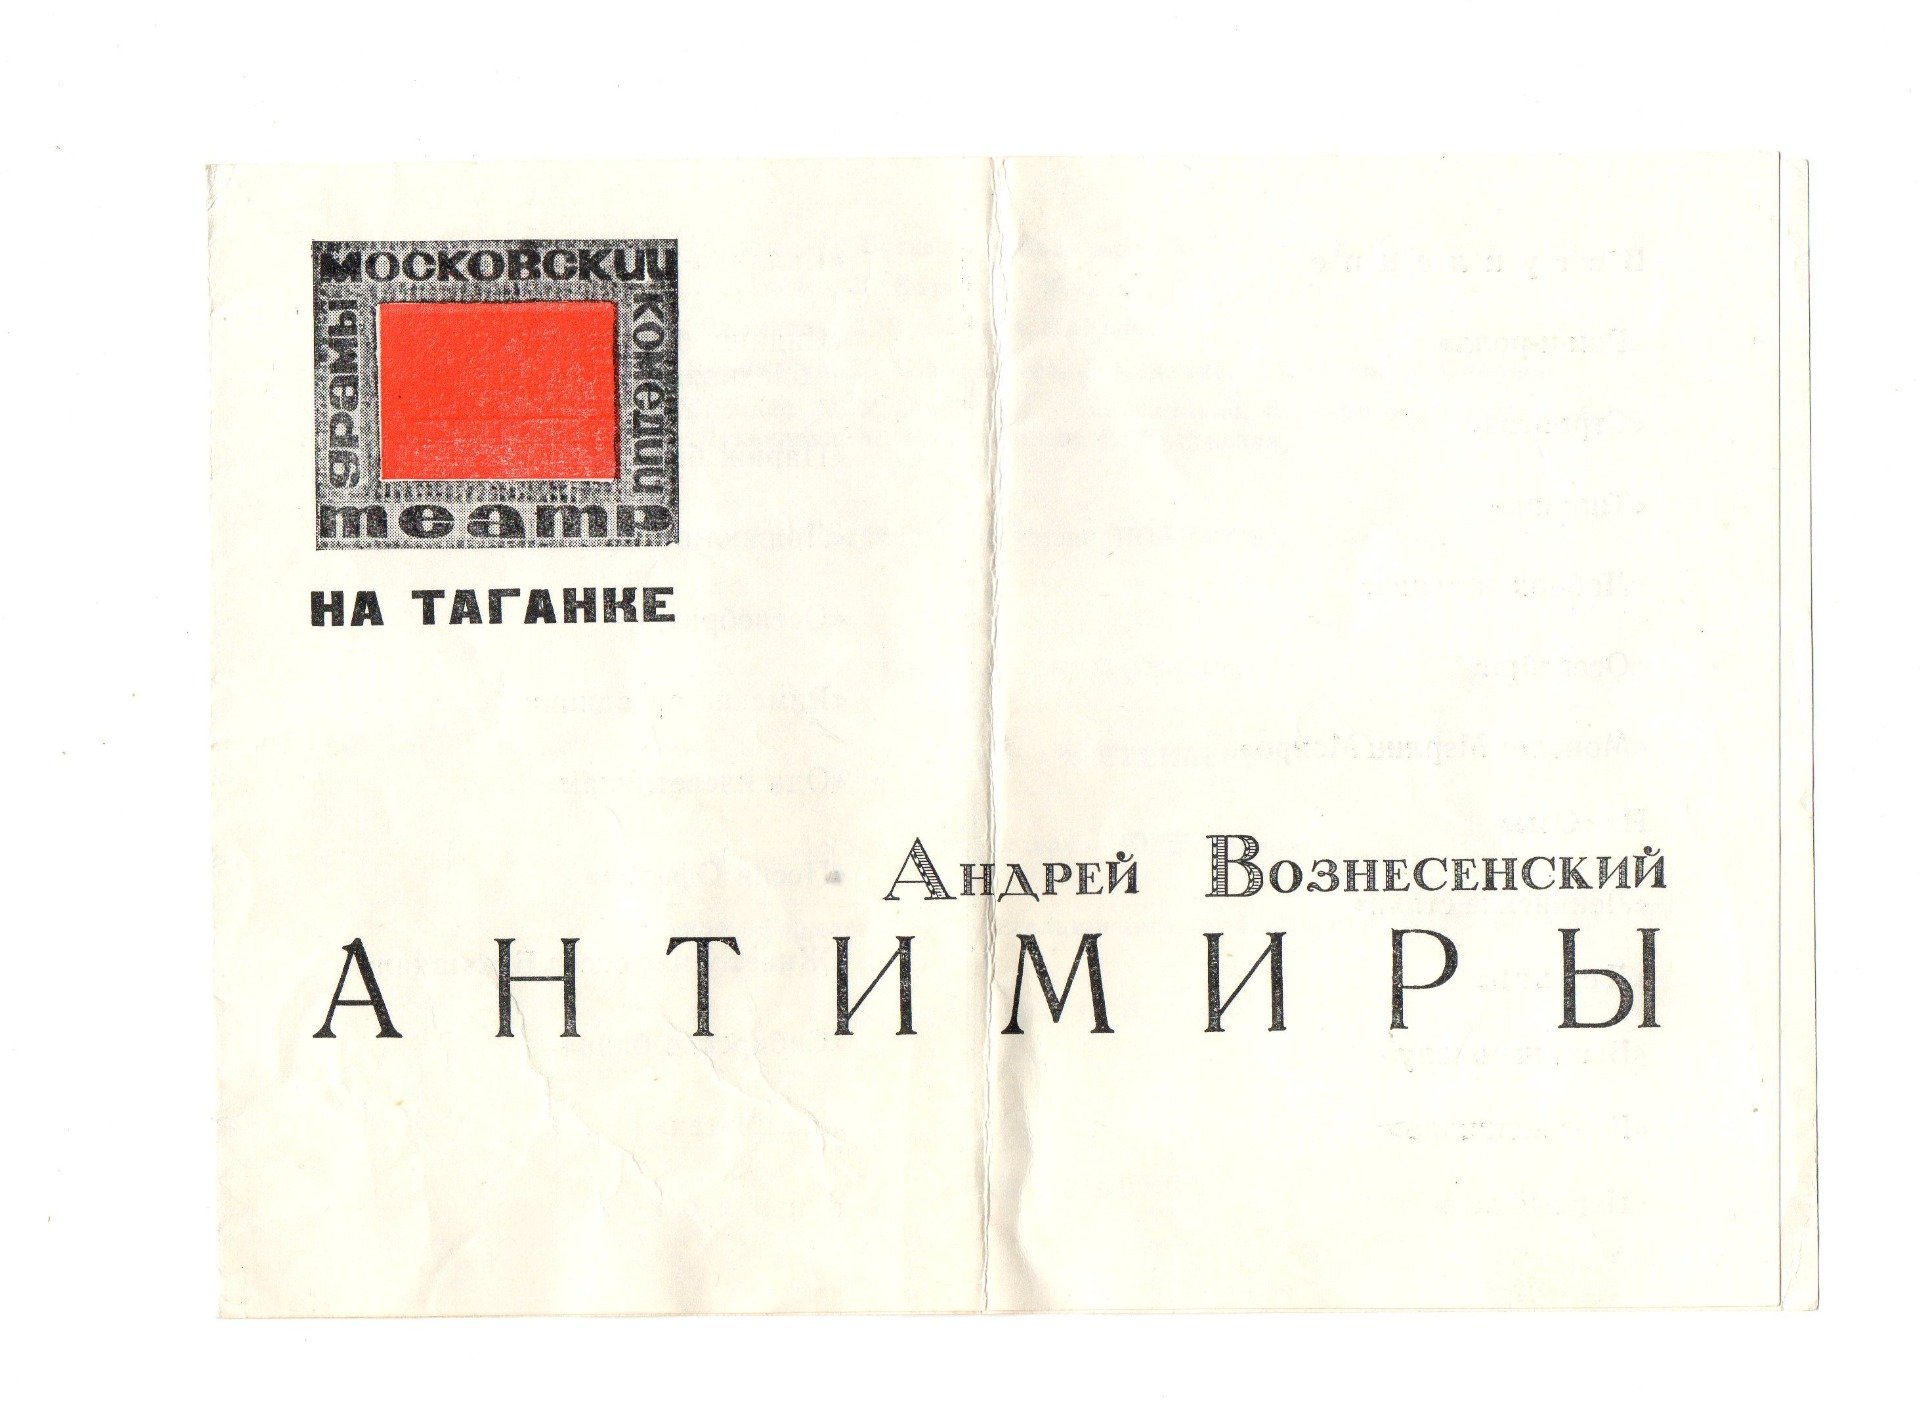 московский
драмы
комедии
театр
НА ТАГАНКЕ
Андрей Вознесенский
АНТИМИРЫ